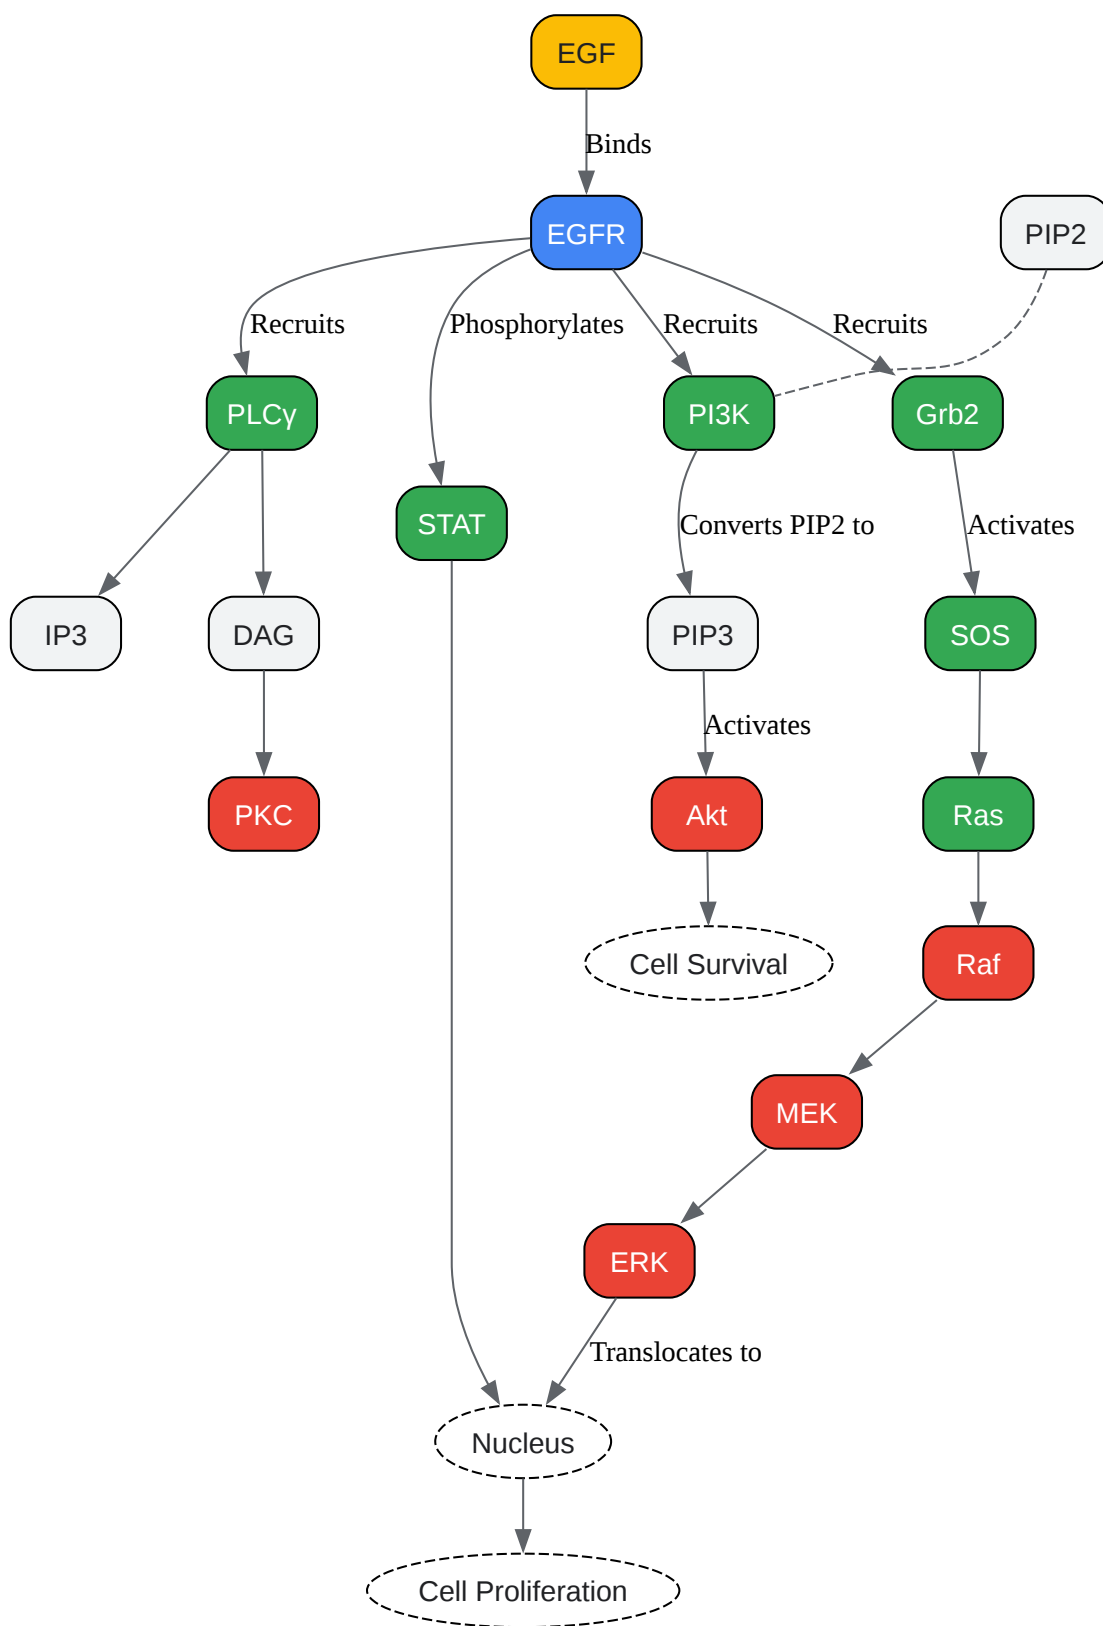 EGF
Binds
EGFR
PIP2
Recruits
Phosphorylates
Recruits
Recruits
PLCγ
PI3K
Grb2
STAT
Converts PIP2 to
Activates
IP3
DAG
PIP3
SOS
Activates
PKC
Akt
Ras
Cell Survival
Raf
MEK
ERK
Translocates to
Nucleus
Cell Proliferation